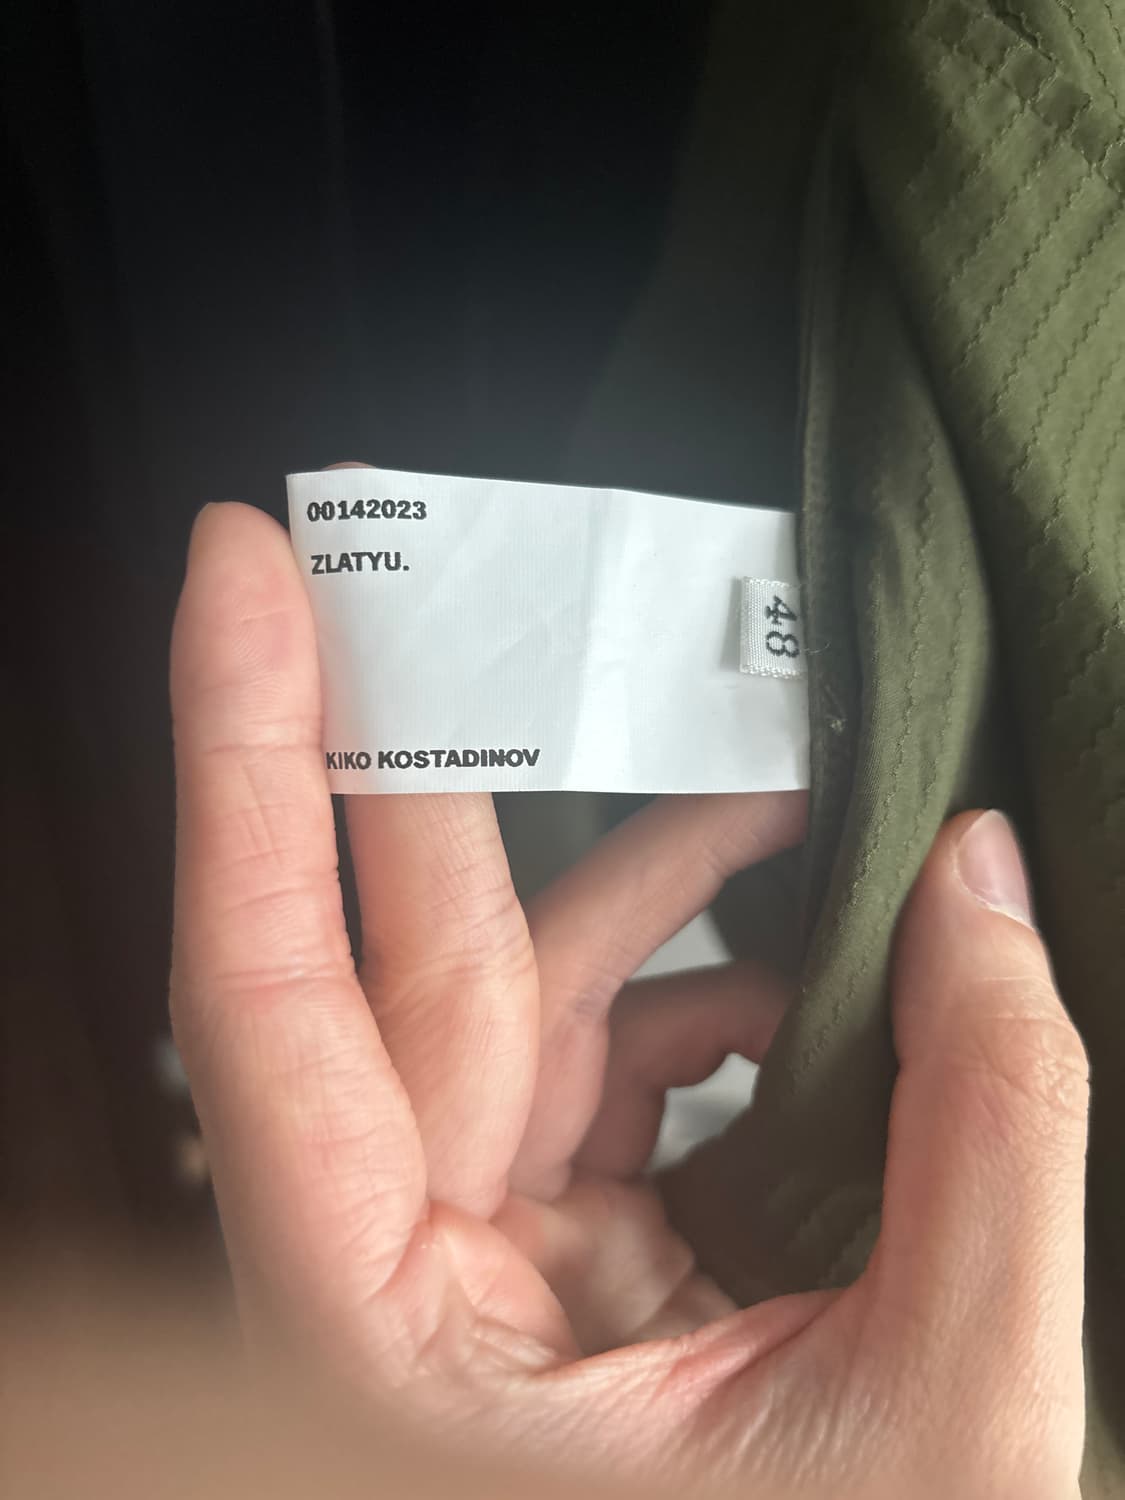 00142023
ZLATYU.
48
KIKO KOSTADINOV